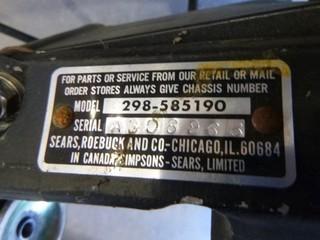 FOR PARTS OR SERVICE FROM OUR RETAIL OR MAIL
ORDER STORES ALWAYS GIVE CHASSIS NUMBER
MODEL 298-585190
SERIAL
SEARS, ROEBUCK AND CO.-CHICAGO, IL. 60684
IN CANADA, SIMPSONS-SEARS, LIMITED